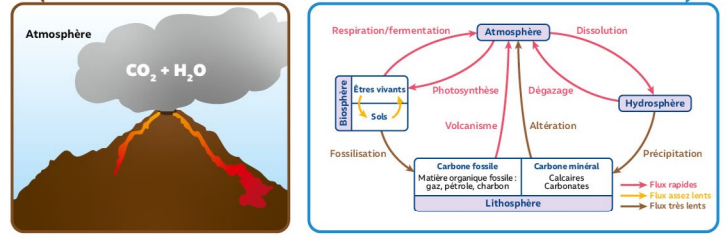 Atmosphère
CO₂ + H₂O
Respiration/fermentation
Atmosphère
Dissolution
Biosphère
Êtres vivants
Sols
Photosynthèse
Dégazage
Hydrosphère
Volcanisme
Altération
Fossilisation
Précipitation
Carbone fossile
Matière organique fossile :
gaz, pétrole, charbon
Carbone minéral
Calcaires
Carbonates
Lithosphère
Flux rapides
Flux assez lents
Flux très lents